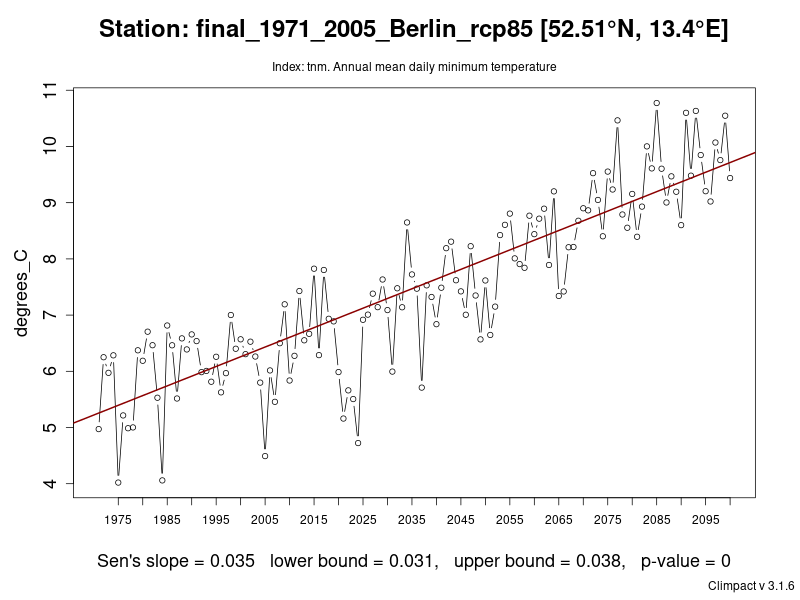 Station: final_1971_2005_Berlin_rcp85 [52.51°N, 13.4°E]
Index: tnm. Annual mean daily minimum temperature
degrees_C
11
10
9
8
7
6
5
4
1975 1985 1995 2005 2015 2025 2035 2045 2055 2065 2075 2085 2095
Sen's slope = 0.035 lower bound = 0.031, upper bound = 0.038, p-value = 0
Climpact v 3.1.6